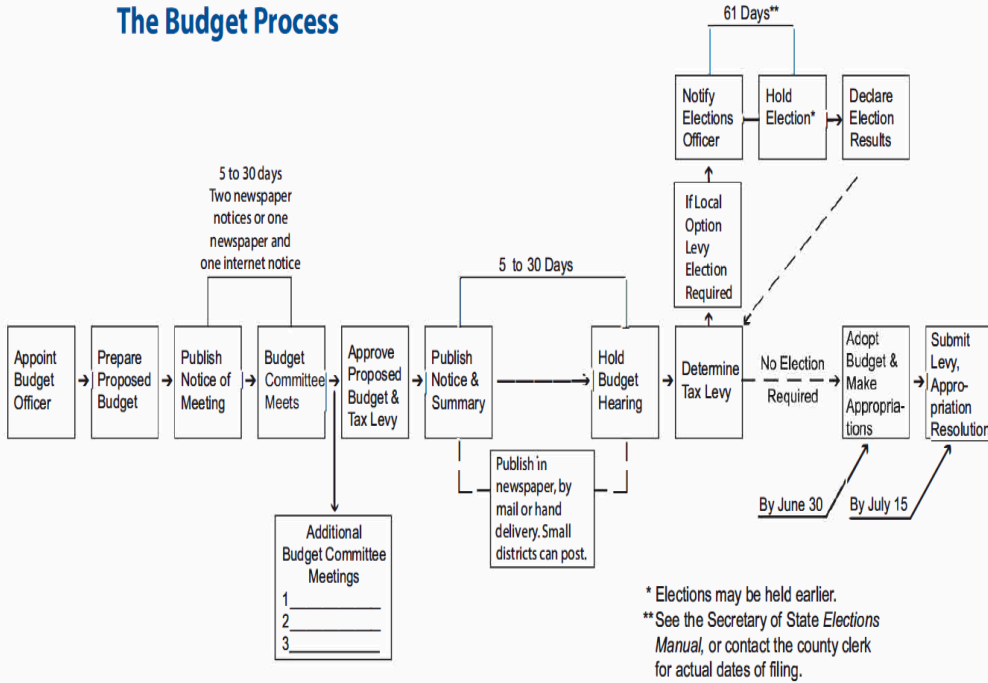 The Budget Process
61 Days**
Notify
Elections
Officer
Hold
Election*
Declare
Election
Results
5 to 30 days
Two newspaper
notices or one
newspaper and
one internet notice
If Local
Option
Levy
Election
Required
5 to 30 Days
Appoint
Budget
Officer
Prepare
Proposed
Budget
Publish
Notice of
Meeting
Budget
Committee
Meets
Approve
Proposed
Budget &
Tax Levy
Publish
Notice &
Summary
Hold
Budget
Hearing
Determine
Tax Levy
No Election
Required
Adopt
Budget &
Make
Appropria-
tions
Submit
Levy,
Appro-
priation
Resolution
Publish in
newspaper, by
mail or hand
delivery. Small
districts can post.
By June 30
By July 15
Additional
Budget Committee
Meetings
1
2
3
* Elections may be held earlier.
** See the Secretary of State Elections
Manual, or contact the county clerk
for actual dates of filing.